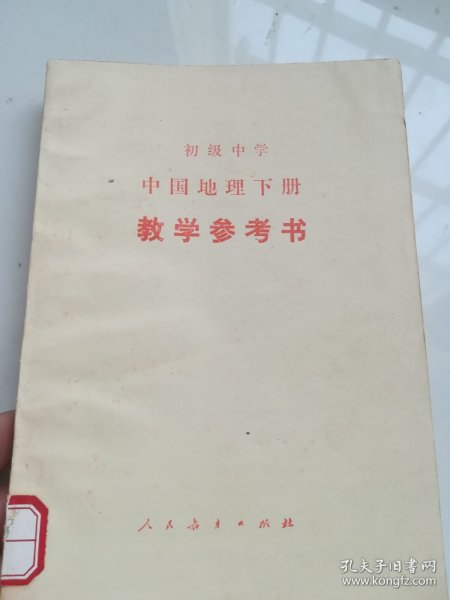 初级中学
中国地理下册
教学参考书
人民教育出版社
孔夫子旧书网
www.kongfz.com